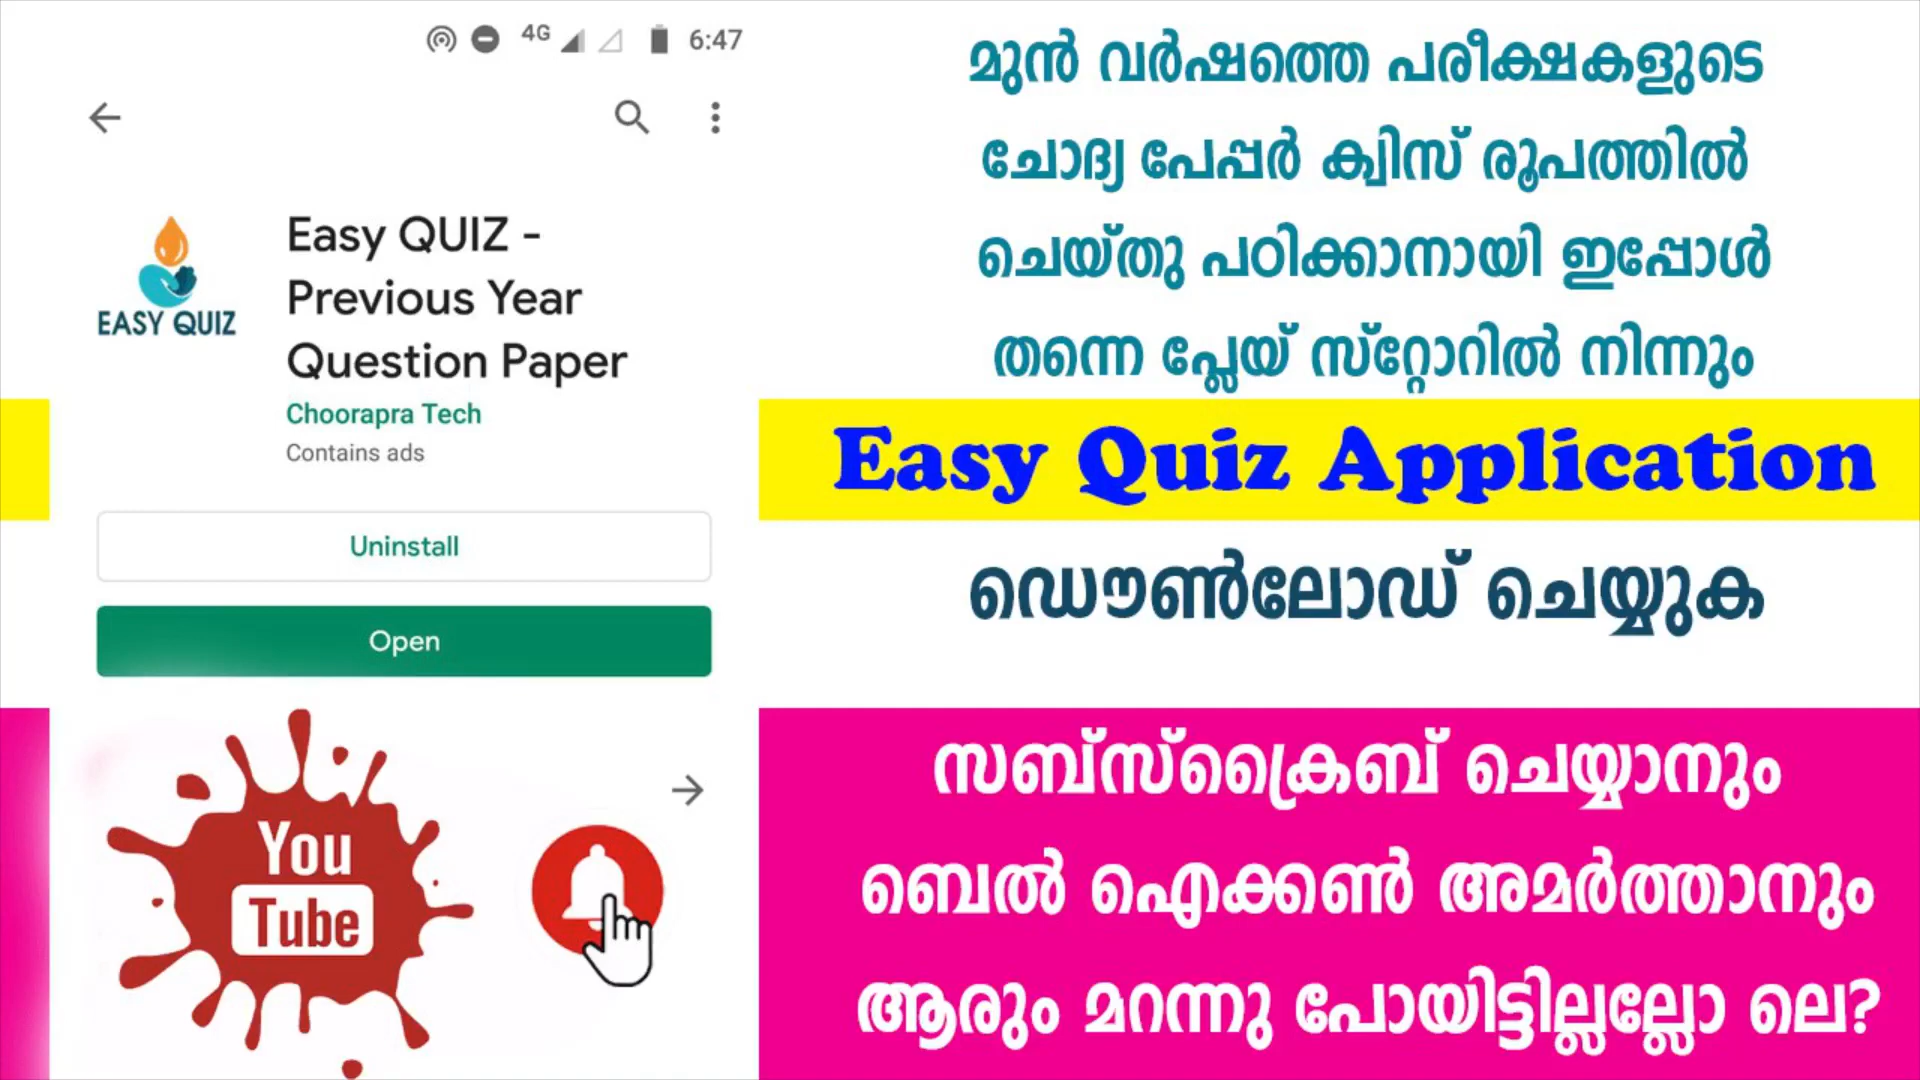 4G 6:47
EASY QUIZ
Easy QUIZ -
Previous Year
Question Paper
Choorapra Tech
Contains ads
Uninstall
Open
You
Tube
മുൻ വർഷത്തെ പരീക്ഷകളുടെ
ചോദ്യ പേപ്പർ ക്വിസ് രൂപത്തിൽ
ചെയ്തു പഠിക്കാനായി ഇപ്പോൾ
തന്നെ പ്ലേയ് സ്റ്റോറിൽ നിന്നും
Easy Quiz Application
ഡൌൺലോഡ് ചെയ്യുക
സബ്സ്ക്രൈബ് ചെയ്യാനും
ബെൽ ഐക്കൺ അമർത്താനും
ആരും മറന്നു പോയിട്ടില്ലല്ലോ ലെ?